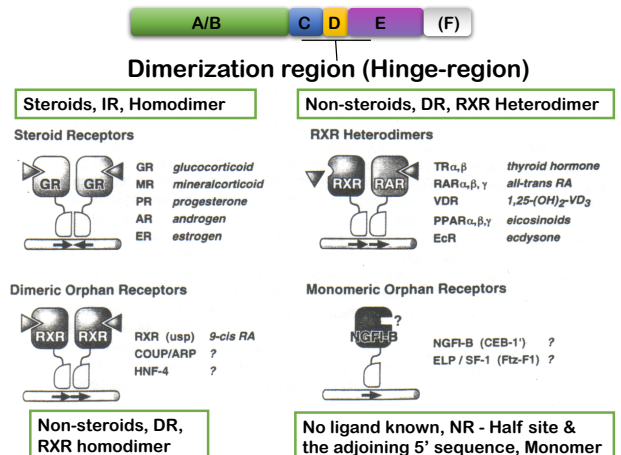 A/B C D E (F)
Dimerization region (Hinge-region)
Steroids, IR, Homodimer
Non-steroids, DR, RXR Heterodimer
Steroid Receptors
GR GR
GR glucocorticoid
MR mineralcorticoid
PR progesterone
AR androgen
ER estrogen
RXR Heterodimers
RXR RAR
TRα,β thyroid hormone
RARα,β,γ all-trans RA
VDR 1,25-(OH)₂-VD₃
PPARα,β,γ eicosinoids
EcR ecdysone
Dimeric Orphan Receptors
RXR RXR
RXR (usp) 9-cis RA
COUP/ARP ?
HNF-4 ?
Monomeric Orphan Receptors
?
NGFI-B
NGFI-B (CEB-1') ?
ELP / SF-1 (Ftz-F1) ?
Non-steroids, DR,
RXR homodimer
No ligand known, NR - Half site &
the adjoining 5' sequence, Monomer